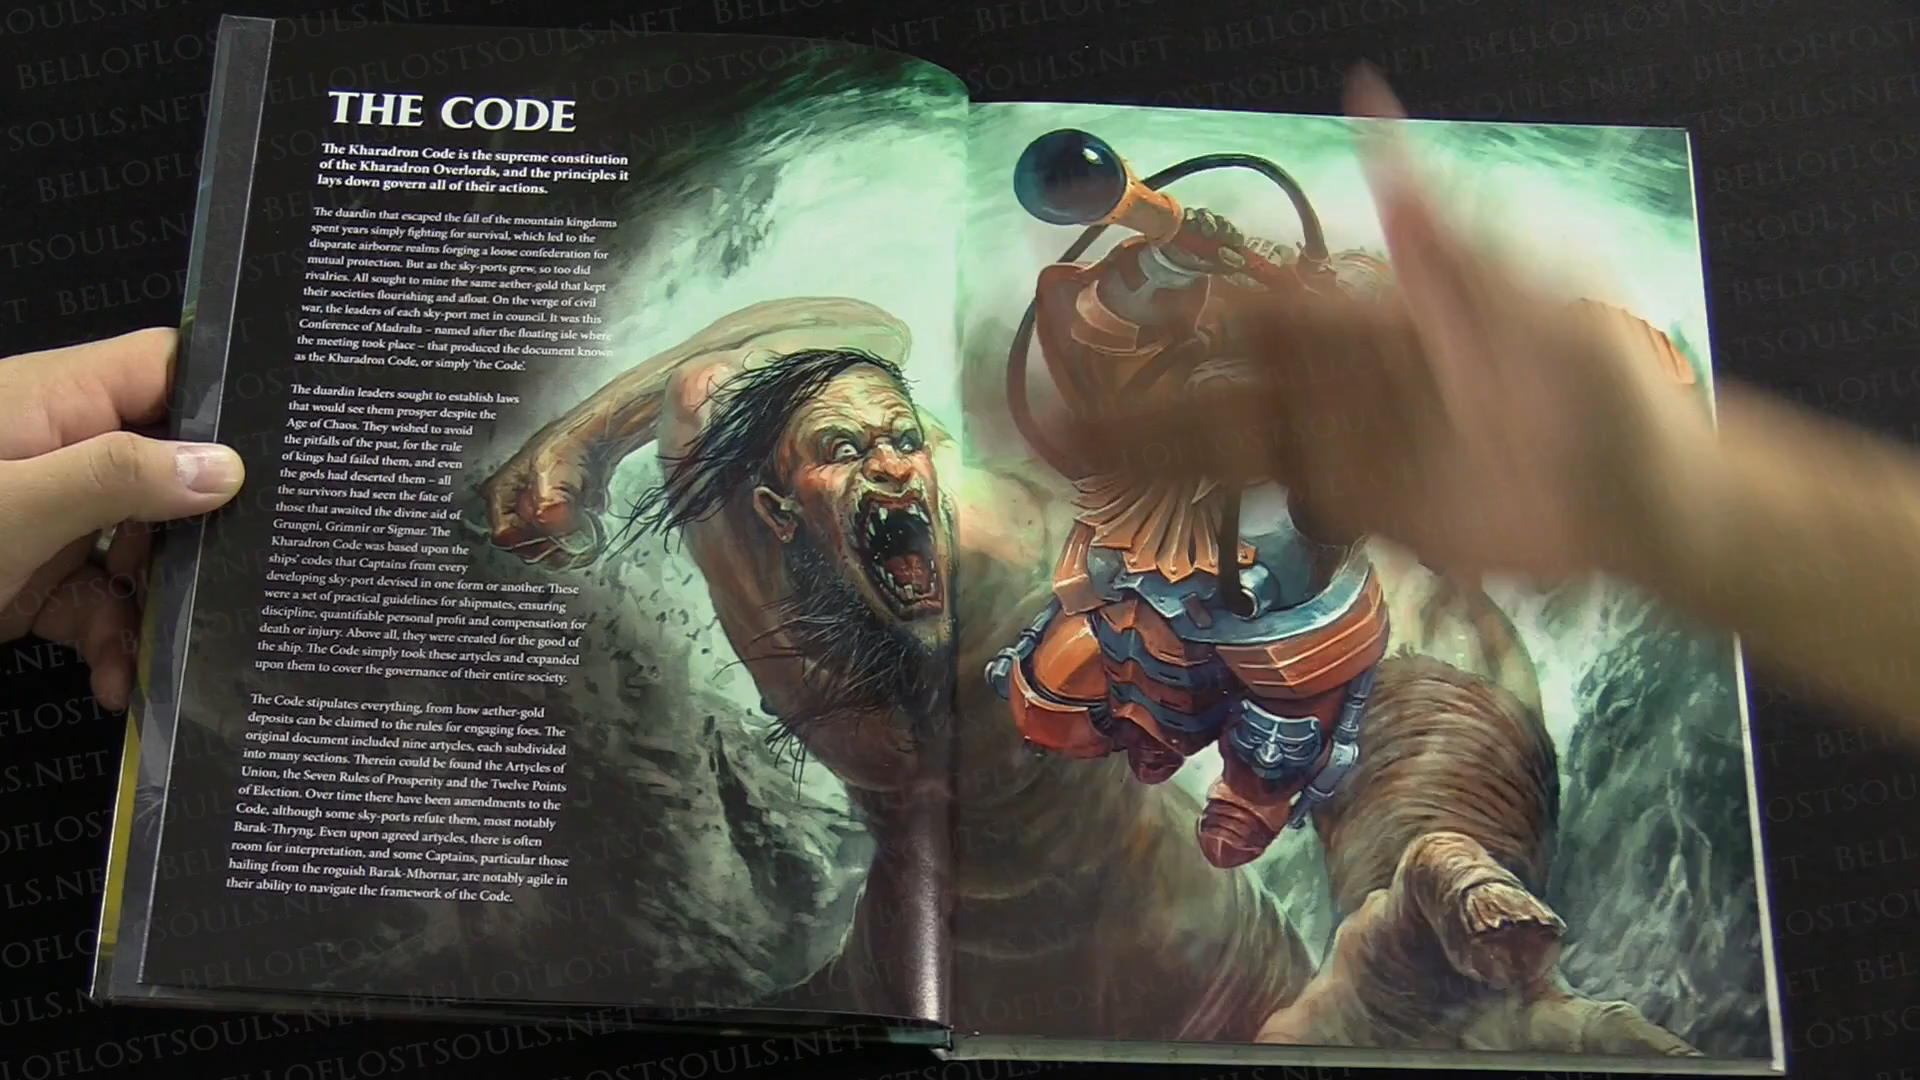 THE CODE
The Kharadron Code is the supreme constitution
of the Kharadron Overlords, and the principles it
lays down govern all of their actions.
The duardin that escaped the fall of the mountain kingdoms
spent years simply fighting for survival, which led to the
disparate airborne realms forging a loose confederation for
mutual protection. But as the sky-ports grew, so too did
rivalries. All sought to mine the same aether-gold that kept
their societies flourishing and afloat. On the verge of civil
war, the leaders of each sky-port met in council. It was this
Conference of Madralta – named after the floating isle where
the meeting took place – that produced the document known
as the Kharadron Code, or simply 'the Code'.
The duardin leaders sought to establish laws
that would see them prosper despite the
Age of Chaos. They wished to avoid
the pitfalls of the past, for the rule
of kings had failed them, and even
the gods had deserted them – all
the survivors had seen the fate of
those that awaited the divine aid of
Grungni, Grimnir or Sigmar. The
Kharadron Code was based upon the
ships' codes that Captains from every
developing sky-port devised in one form or another. These
were a set of practical guidelines for shipmates, ensuring
discipline, quantifiable personal profit and compensation for
death or injury. Above all, they were created for the good of
the ship. The Code simply took these artycles and expanded
upon them to cover the governance of their entire society.
The Code stipulates everything, from how aether-gold
deposits can be claimed to the rules for engaging foes. The
original document included nine artycles, each subdivided
into many sections. Therein could be found the Artycles of
Union, the Seven Rules of Prosperity and the Twelve Points
of Election. Over time there have been amendments to the
Code, although some sky-ports refute them, most notably
Barak-Thryng. Even upon agreed artycles, there is often
room for interpretation, and some Captains, particular those
hailing from the roguish Barak-Mhornar, are notably agile in
their ability to navigate the framework of the Code.
BELLOFLOSTSOULS.NET